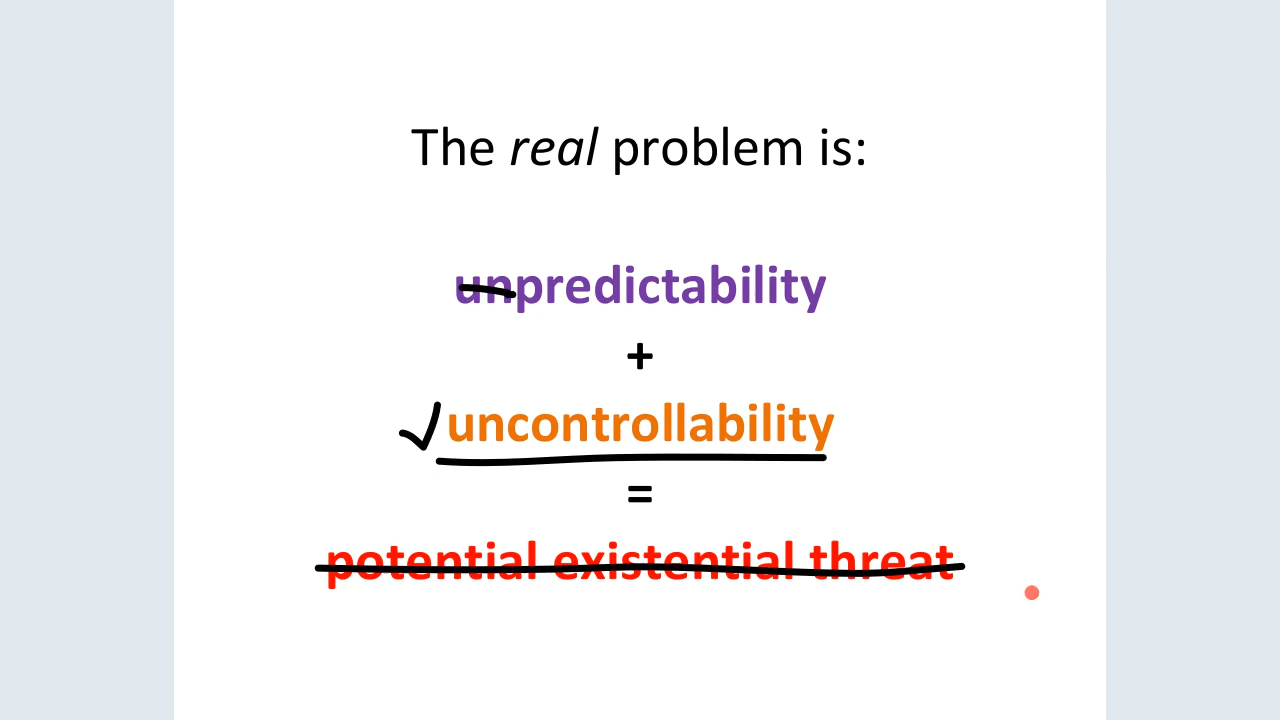 The real problem is:
unpredictability
+
uncontrollability
=
potential existential threat